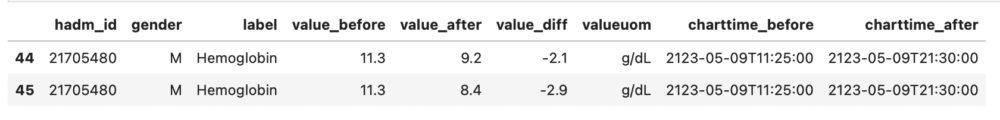 hadm_id gender label value_before value_after value_diff valueuom charttime_before charttime_after
44 21705480 M Hemoglobin 11.3 9.2 -2.1 g/dL 2123-05-09T11:25:00 2123-05-09T21:30:00
45 21705480 M Hemoglobin 11.3 8.4 -2.9 g/dL 2123-05-09T11:25:00 2123-05-09T21:30:00